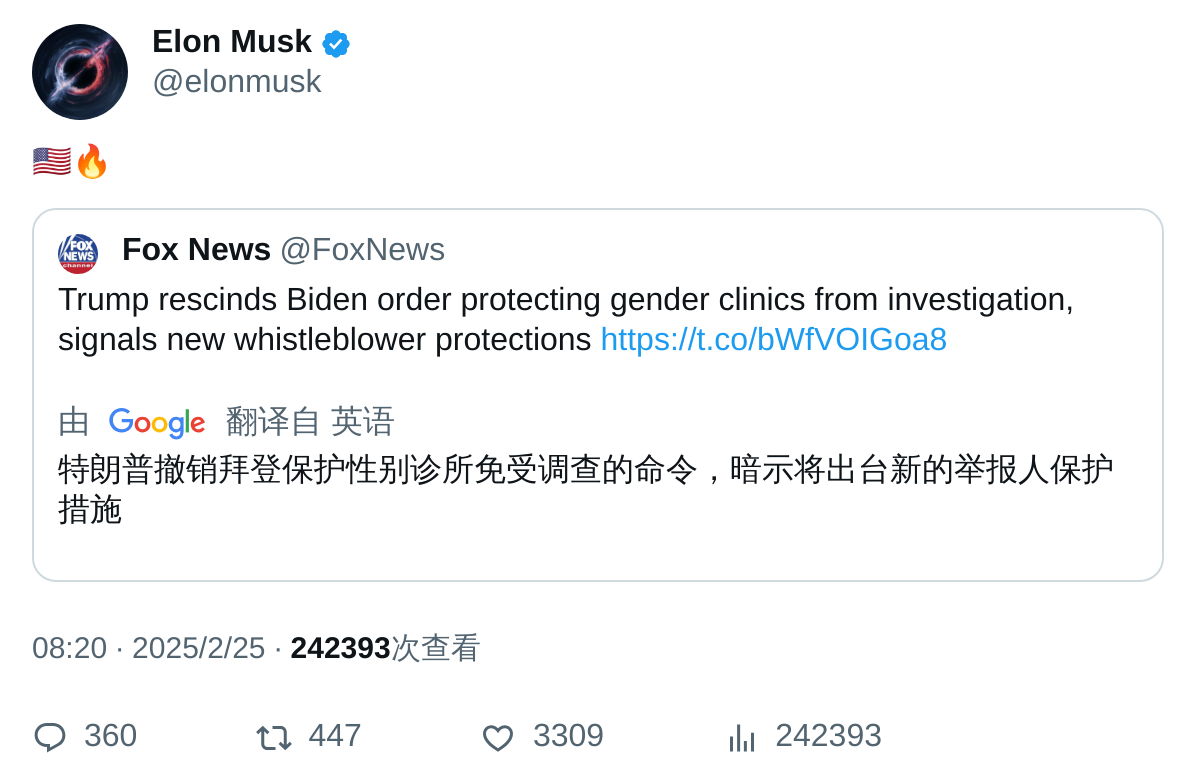 Elon Musk
@elonmusk
🇺🇸🔥
FOX NEWS channel
Fox News @FoxNews
Trump rescinds Biden order protecting gender clinics from investigation,
signals new whistleblower protections https://t.co/bWfVOIGoa8
由 Google 翻译自 英语
特朗普撤销拜登保护性别诊所免受调查的命令，暗示将出台新的举报人保护
措施
08:20 · 2025/2/25 · 242393次查看
360 447 3309 242393